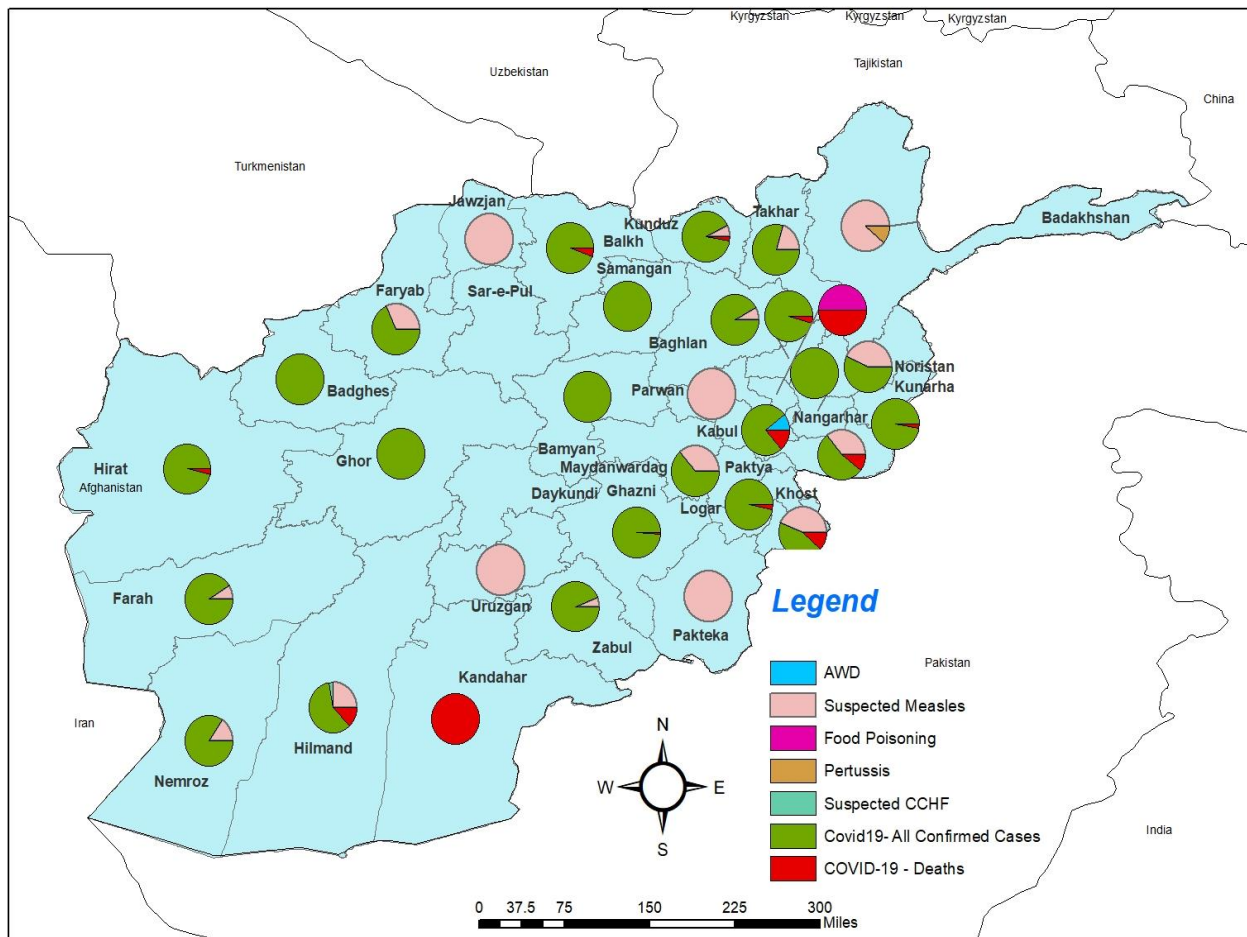 Kyrgyzstan
Kyrgyzstan
Kyrgyzstan
Uzbekistan
Tajikistan
China
Turkmenistan
Jawzjan
Kunduz
Takhar
Badakhshan
Balkh
Samangan
Faryab
Sar-e-Pul
Baghlan
Badghes
Parwan
Noristan
Kunarha
Kabul
Nangarhar
Ghor
Bamyan
Hirat
Afghanistan
Maydanwardag
Paktya
Daykundi
Ghazni
Khost
Logar
Farah
Uruzgan
Zabul
Pakteka
Kandahar
Iran
Hilmand
Nemroz
Pakistan
India
Legend
AWD
Suspected Measles
Food Poisoning
Pertussis
Suspected CCHF
Covid19- All Confirmed Cases
COVID-19 - Deaths
N
W
E
S
0 37.5 75 150 225 300
Miles